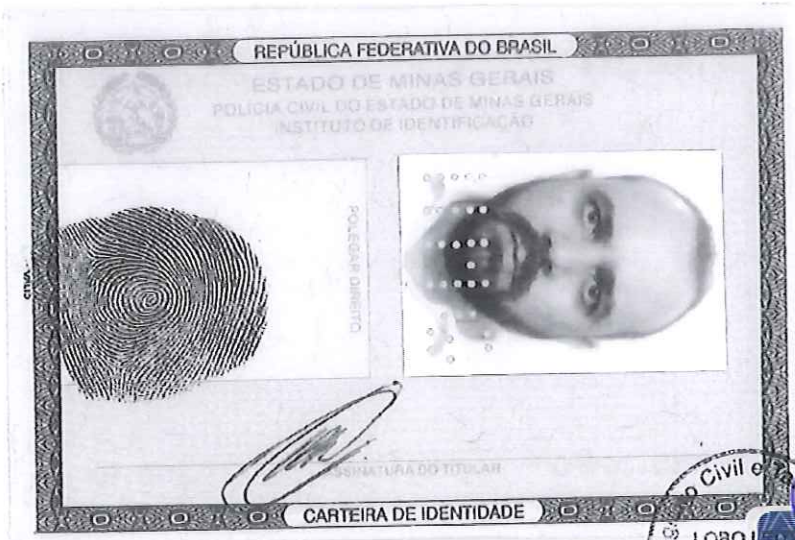 REPÚBLICA FEDERATIVA DO BRASIL
ESTADO DE MINAS GERAIS
POLÍCIA CIVIL DO ESTADO DE MINAS GERAIS
INSTITUTO DE IDENTIFICAÇÃO
POLEGAR DIREITO
ASSINATURA DO TITULAR
CARTEIRA DE IDENTIDADE
Civil e